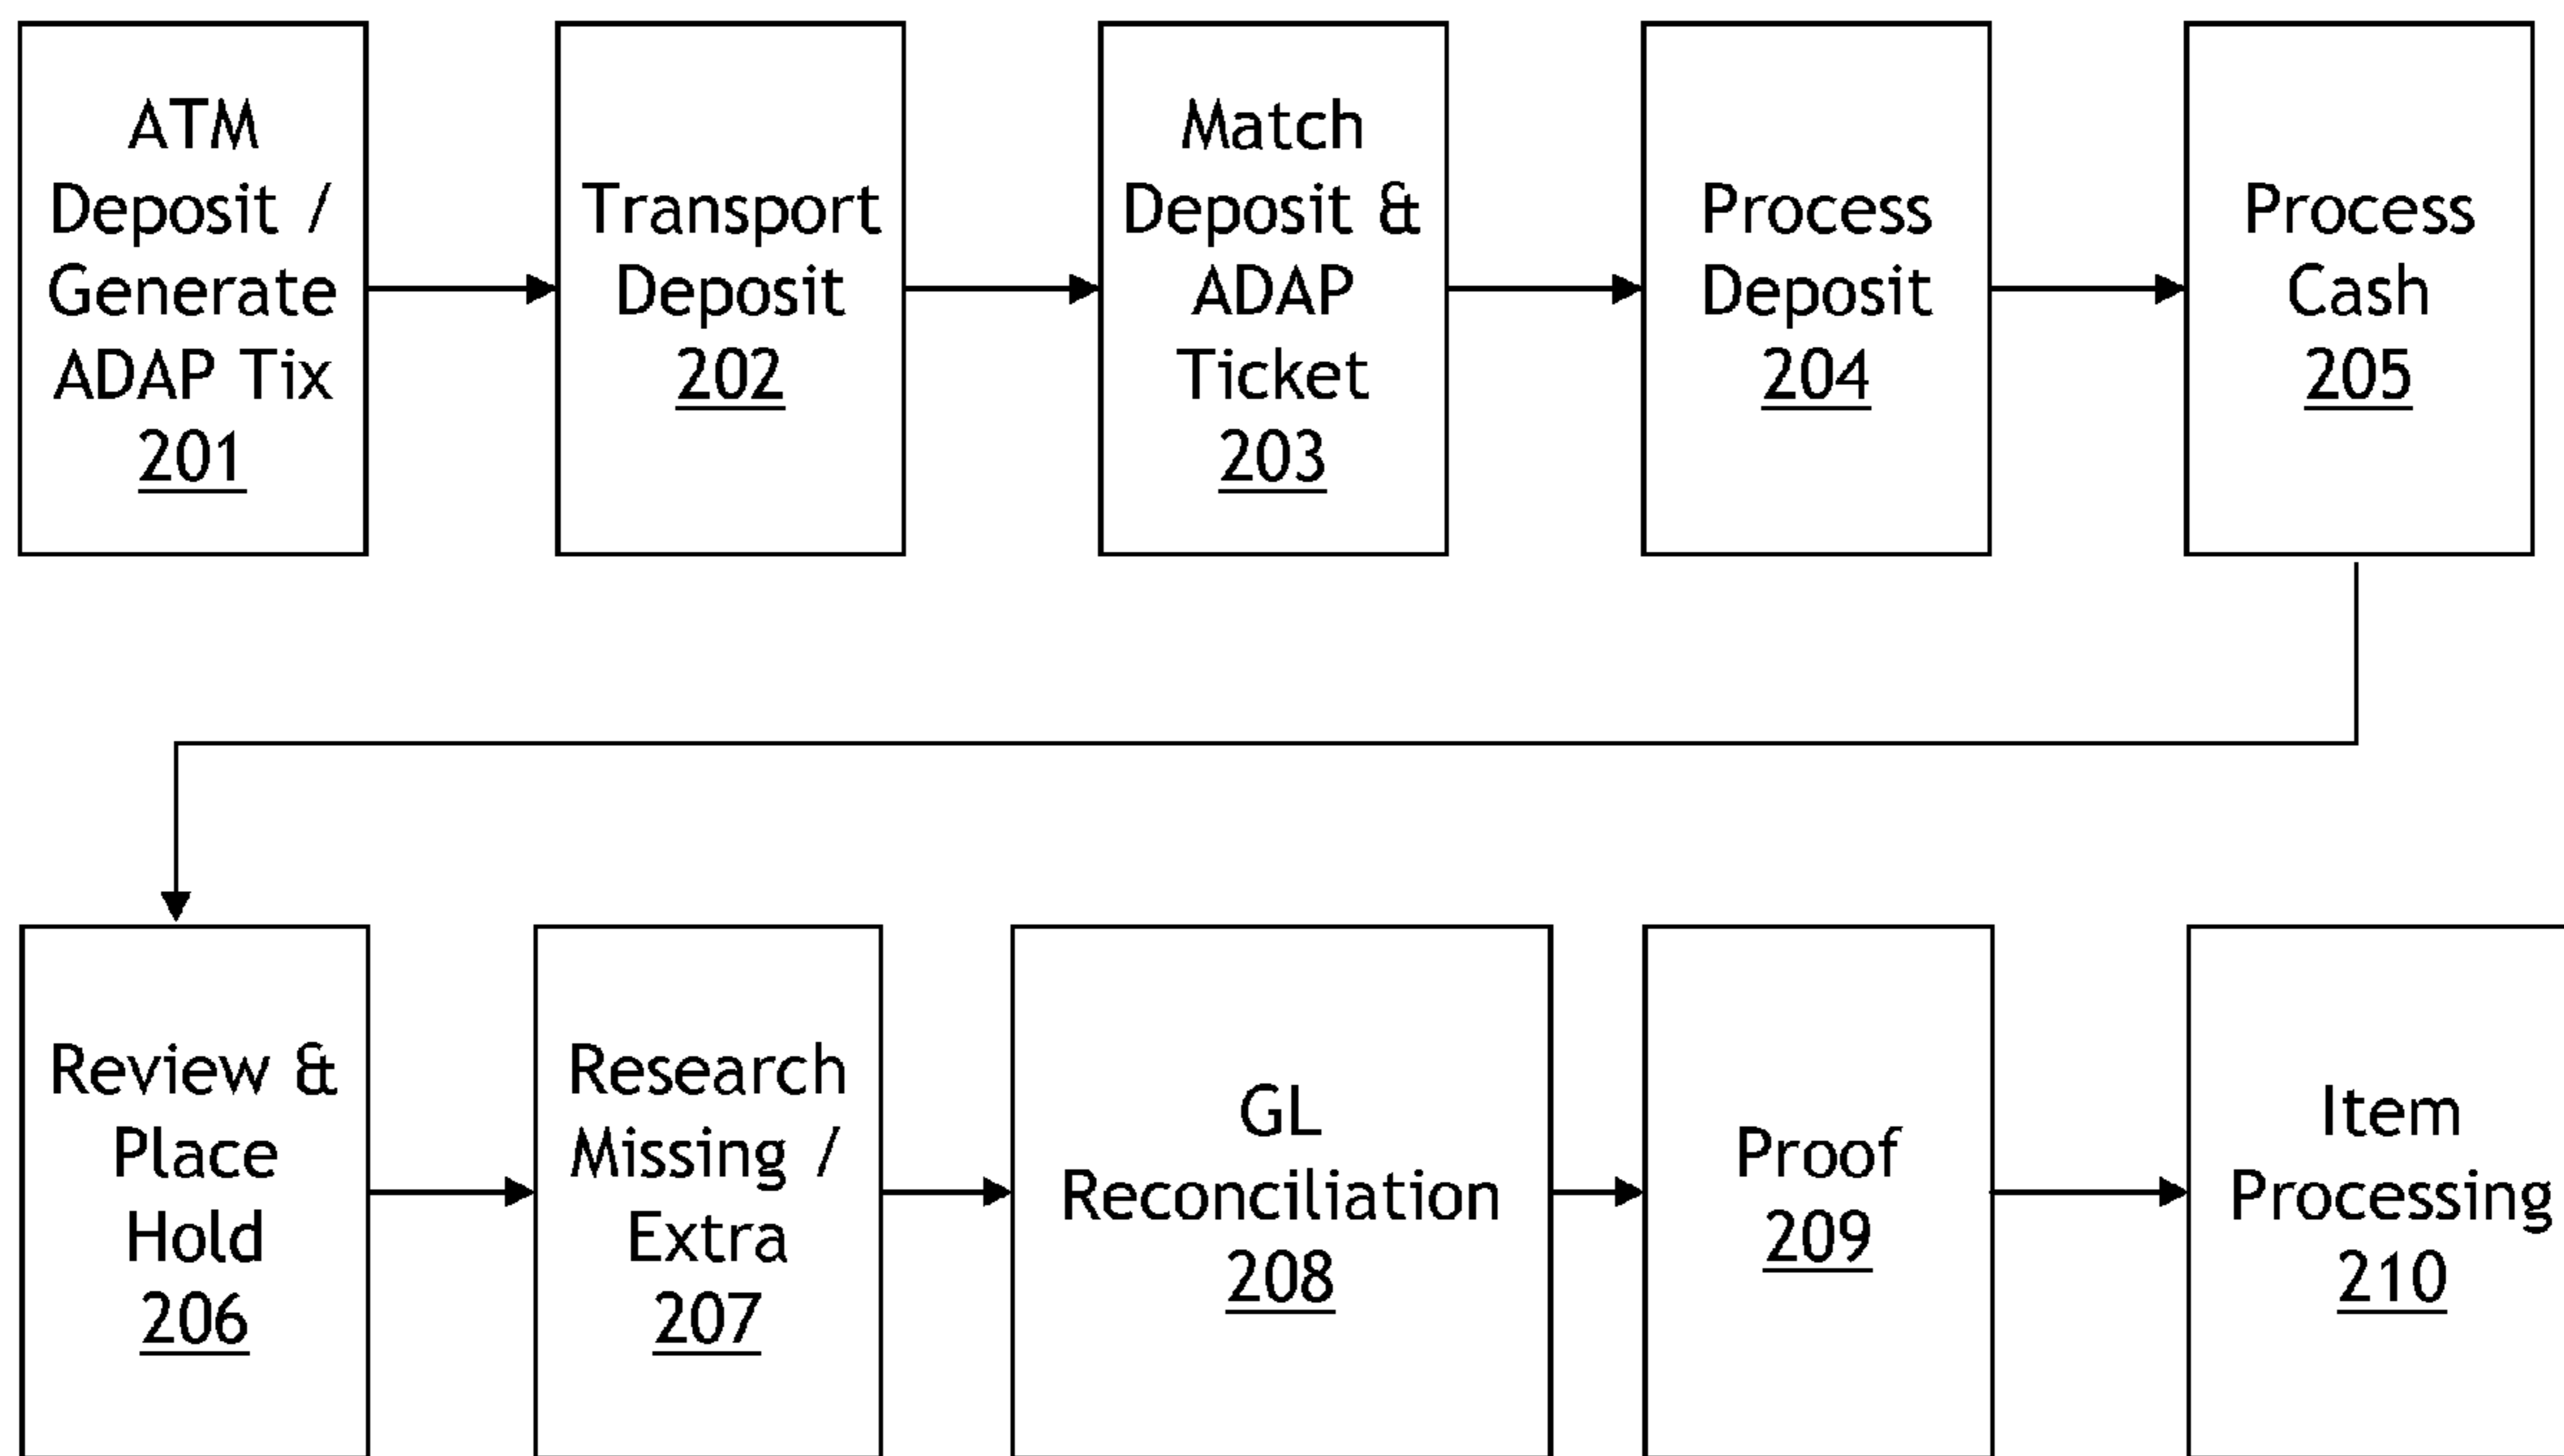 ATM
Deposit /
Generate
ADAP Tix
201
Transport
Deposit
202
Match
Deposit &
ADAP
Ticket
203
Process
Deposit
204
Process
Cash
205
Review &
Place
Hold
206
Research
Missing /
Extra
207
GL
Reconciliation
208
Proof
209
Item
Processing
210